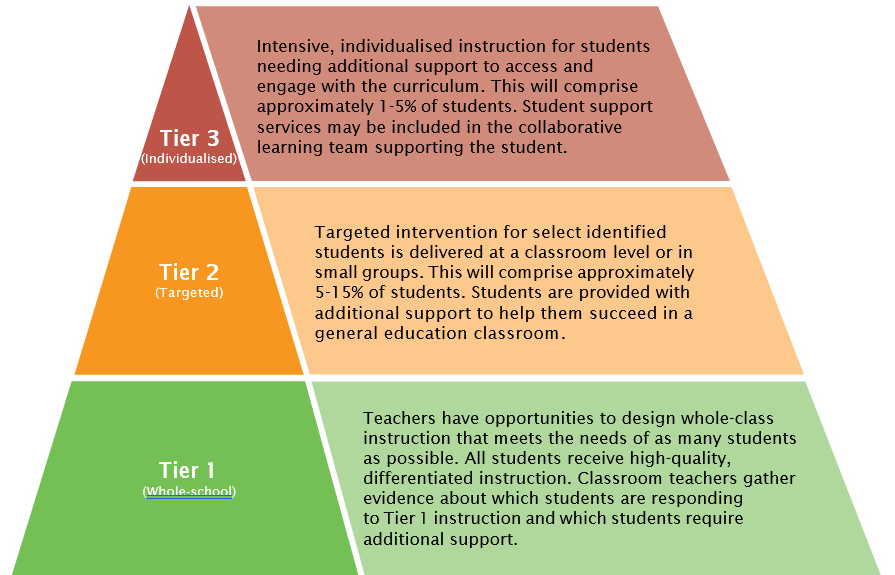 Intensive, individualised instruction for students
needing additional support to access and
engage with the curriculum. This will comprise
approximately 1-5% of students. Student support
services may be included in the collaborative
learning team supporting the student.
Tier 3
(Individualised)
Targeted intervention for select identified
students is delivered at a classroom level or in
small groups. This will comprise approximately
5-15% of students. Students are provided with
additional support to help them succeed in a
general education classroom.
Tier 2
(Targeted)
Teachers have opportunities to design whole-class
instruction that meets the needs of as many students
as possible. All students receive high-quality,
differentiated instruction. Classroom teachers gather
evidence about which students are responding
to Tier 1 instruction and which students require
additional support.
Tier 1
(Whole-school)